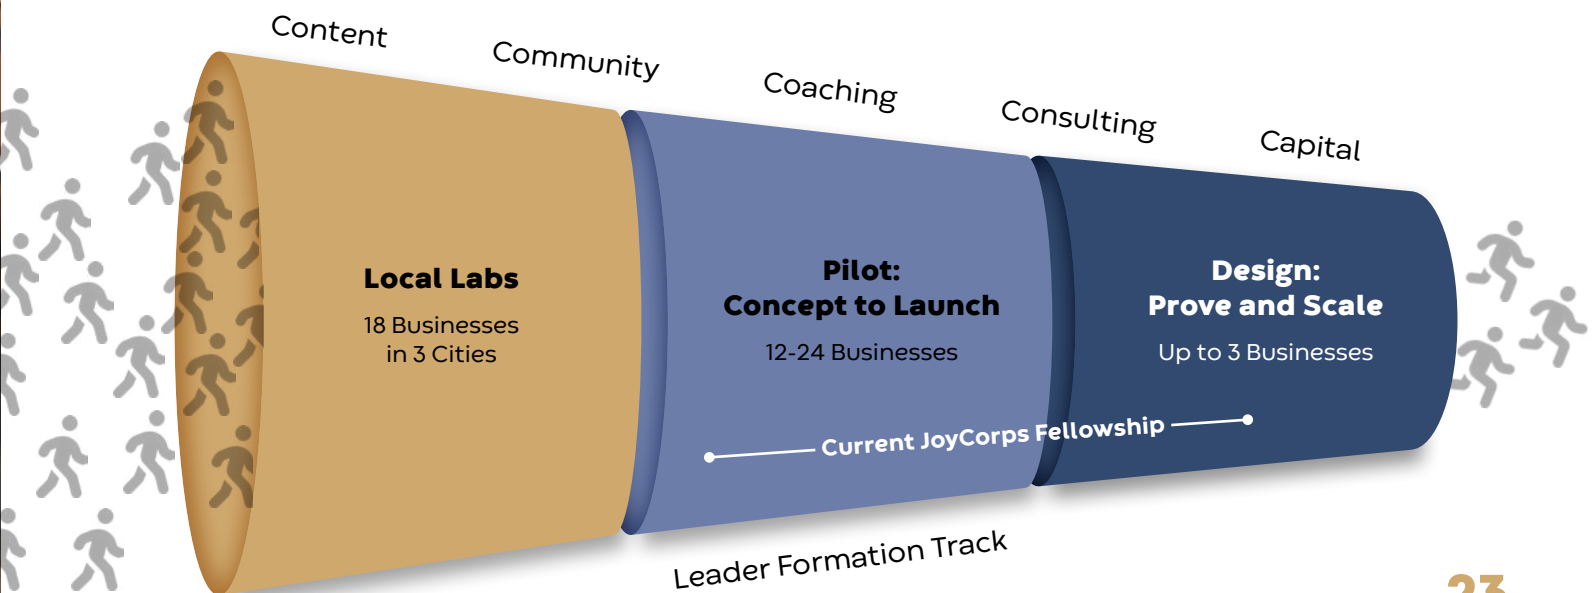 Content
Community
Coaching
Consulting
Capital
Local Labs
18 Businesses
in 3 Cities
Pilot:
Concept to Launch
12-24 Businesses
Design:
Prove and Scale
Up to 3 Businesses
Current JoyCorps Fellowship
Leader Formation Track
23